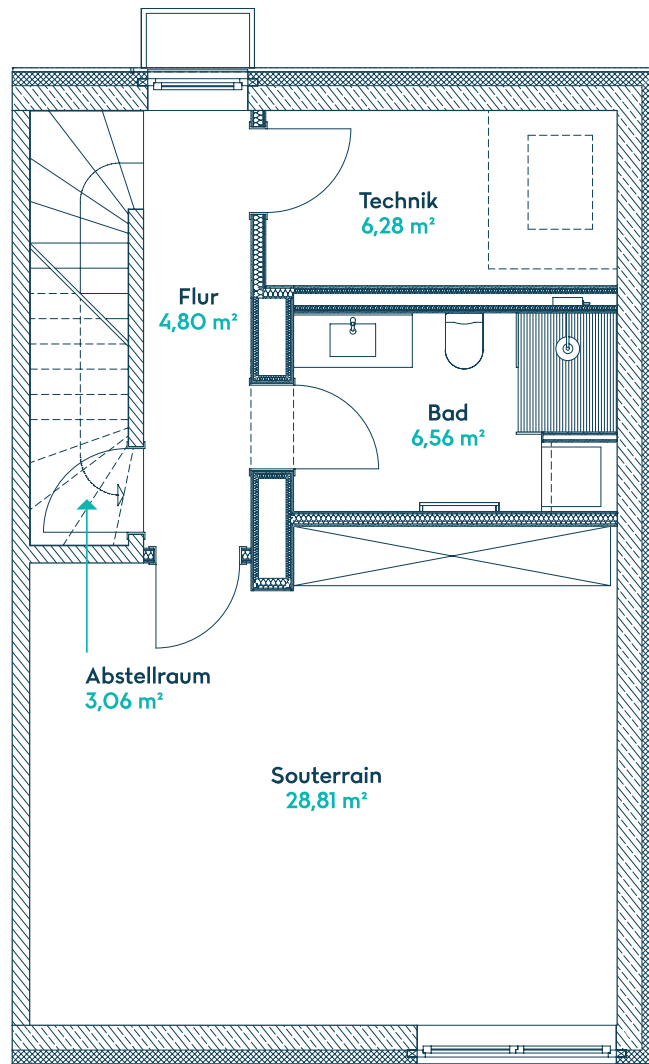 Technik
6,28 m²
Flur
4,80 m²
Bad
6,56 m²
Abstellraum
3,06 m²
Souterrain
28,81 m²